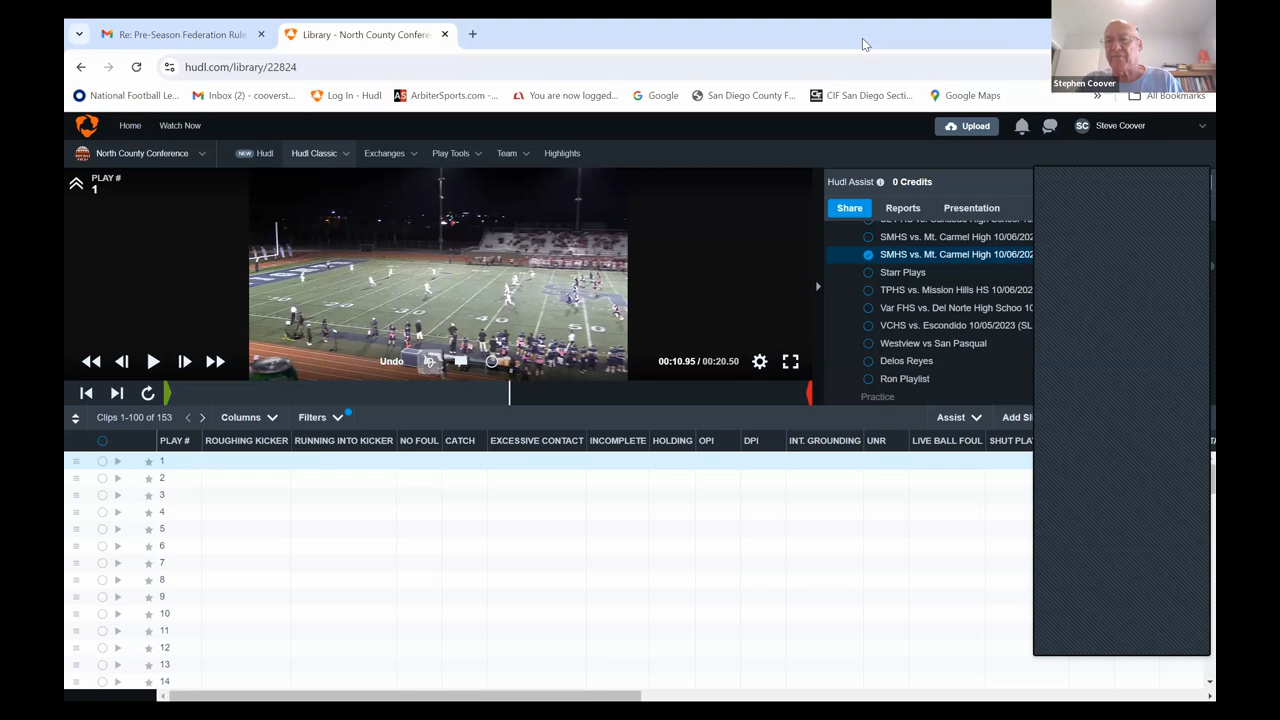 Re: Pre-Season Federation Rule
Library - North County Confere
Stephen Coover
hudl.com/library/22824
National Football Le...
Inbox (2) - cooverst...
Log In - Hudl
ArbiterSports.com -...
You are now logged...
Google
San Diego County F...
CIF San Diego Secti...
Google Maps
All Bookmarks
Home
Watch Now
Upload
SC
Steve Coover
North County Conference
NEW Hudl
Hudl Classic
Exchanges
Play Tools
Team
Highlights
PLAY #
1
Hudl Assist
0 Credits
Share
Reports
Presentation
SMHS vs. Mt. Carmel High 10/06/202
SMHS vs. Mt. Carmel High 10/06/202
Starr Plays
TPHS vs. Mission Hills HS 10/06/202
Var FHS vs. Del Norte High Schoo 10
VCHS vs. Escondido 10/05/2023 (SL
Westview vs San Pasqual
Delos Reyes
Ron Playlist
Practice
Undo
00:10.95 / 00:20.50
Clips 1-100 of 153
Columns
Filters
Assist
Add Sli
PLAY # ROUGHING KICKER RUNNING INTO KICKER NO FOUL CATCH EXCESSIVE CONTACT INCOMPLETE HOLDING OPI DPI INT. GROUNDING UNR LIVE BALL FOUL SHUT PLA
1
2
3
4
5
6
7
8
9
10
11
12
13
14